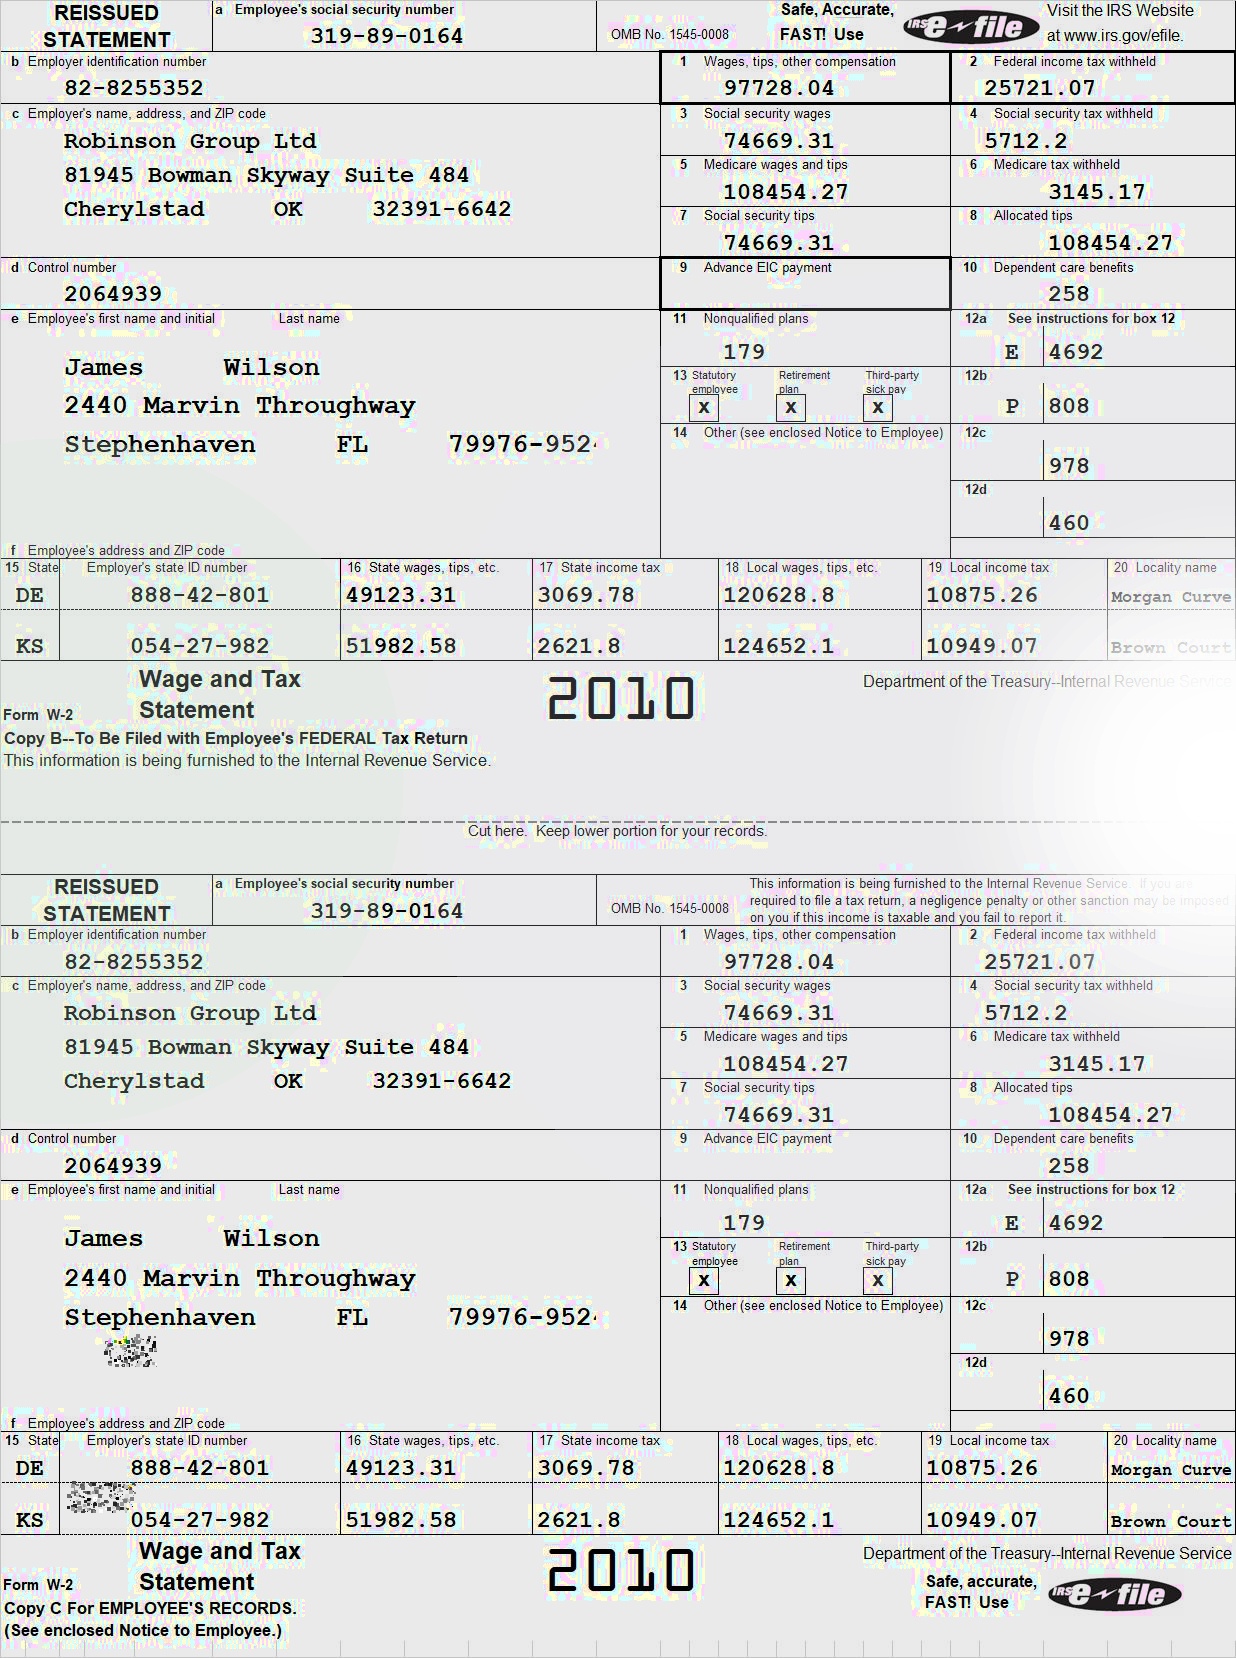 REISSUED
STATEMENT
a Employee's social security number
319-89-0164
OMB No. 1545-0008
Safe, Accurate,
FAST! Use
IRS e-file
Visit the IRS Website
at www.irs.gov/efile.
b Employer identification number
82-8255352
1 Wages, tips, other compensation
97728.04
2 Federal income tax withheld
25721.07
c Employer's name, address, and ZIP code
Robinson Group Ltd
81945 Bowman Skyway Suite 484
Cherylstad OK 32391-6642
3 Social security wages
74669.31
4 Social security tax withheld
5712.2
5 Medicare wages and tips
108454.27
6 Medicare tax withheld
3145.17
7 Social security tips
74669.31
8 Allocated tips
108454.27
d Control number
2064939
9 Advance EIC payment
10 Dependent care benefits
258
e Employee's first name and initial Last name
James Wilson
2440 Marvin Throughway
Stephenhaven FL 79976-952
f Employee's address and ZIP code
11 Nonqualified plans
179
12a See instructions for box 12
E 4692
13 Statutory employee Retirement plan Third-party sick pay
X X X
12b
P 808
14 Other (see enclosed Notice to Employee)
12c
978
12d
460
15 State Employer's state ID number 16 State wages, tips, etc. 17 State income tax 18 Local wages, tips, etc. 19 Local income tax 20 Locality name
DE 888-42-801 49123.31 3069.78 120628.8 10875.26 Morgan Curve
KS 054-27-982 51982.58 2621.8 124652.1 10949.07 Brown Court
Wage and Tax
Statement
Form W-2
2010
Department of the Treasury--Internal Revenue Service
Copy B--To Be Filed with Employee's FEDERAL Tax Return
This information is being furnished to the Internal Revenue Service.
Cut here. Keep lower portion for your records.
REISSUED
STATEMENT
a Employee's social security number
319-89-0164
OMB No. 1545-0008
This information is being furnished to the Internal Revenue Service. If you are
required to file a tax return, a negligence penalty or other sanction may be imposed
on you if this income is taxable and you fail to report it.
b Employer identification number
82-8255352
1 Wages, tips, other compensation
97728.04
2 Federal income tax withheld
25721.07
c Employer's name, address, and ZIP code
Robinson Group Ltd
81945 Bowman Skyway Suite 484
Cherylstad OK 32391-6642
3 Social security wages
74669.31
4 Social security tax withheld
5712.2
5 Medicare wages and tips
108454.27
6 Medicare tax withheld
3145.17
7 Social security tips
74669.31
8 Allocated tips
108454.27
d Control number
2064939
9 Advance EIC payment
10 Dependent care benefits
258
e Employee's first name and initial Last name
James Wilson
2440 Marvin Throughway
Stephenhaven FL 79976-952
f Employee's address and ZIP code
11 Nonqualified plans
179
12a See instructions for box 12
E 4692
13 Statutory employee Retirement plan Third-party sick pay
X X X
12b
P 808
14 Other (see enclosed Notice to Employee)
12c
978
12d
460
15 State Employer's state ID number 16 State wages, tips, etc. 17 State income tax 18 Local wages, tips, etc. 19 Local income tax 20 Locality name
DE 888-42-801 49123.31 3069.78 120628.8 10875.26 Morgan Curve
KS 054-27-982 51982.58 2621.8 124652.1 10949.07 Brown Court
Wage and Tax
Statement
Form W-2
2010
Department of the Treasury--Internal Revenue Service
Safe, accurate,
FAST! Use
IRS e-file
Copy C For EMPLOYEE'S RECORDS.
(See enclosed Notice to Employee.)